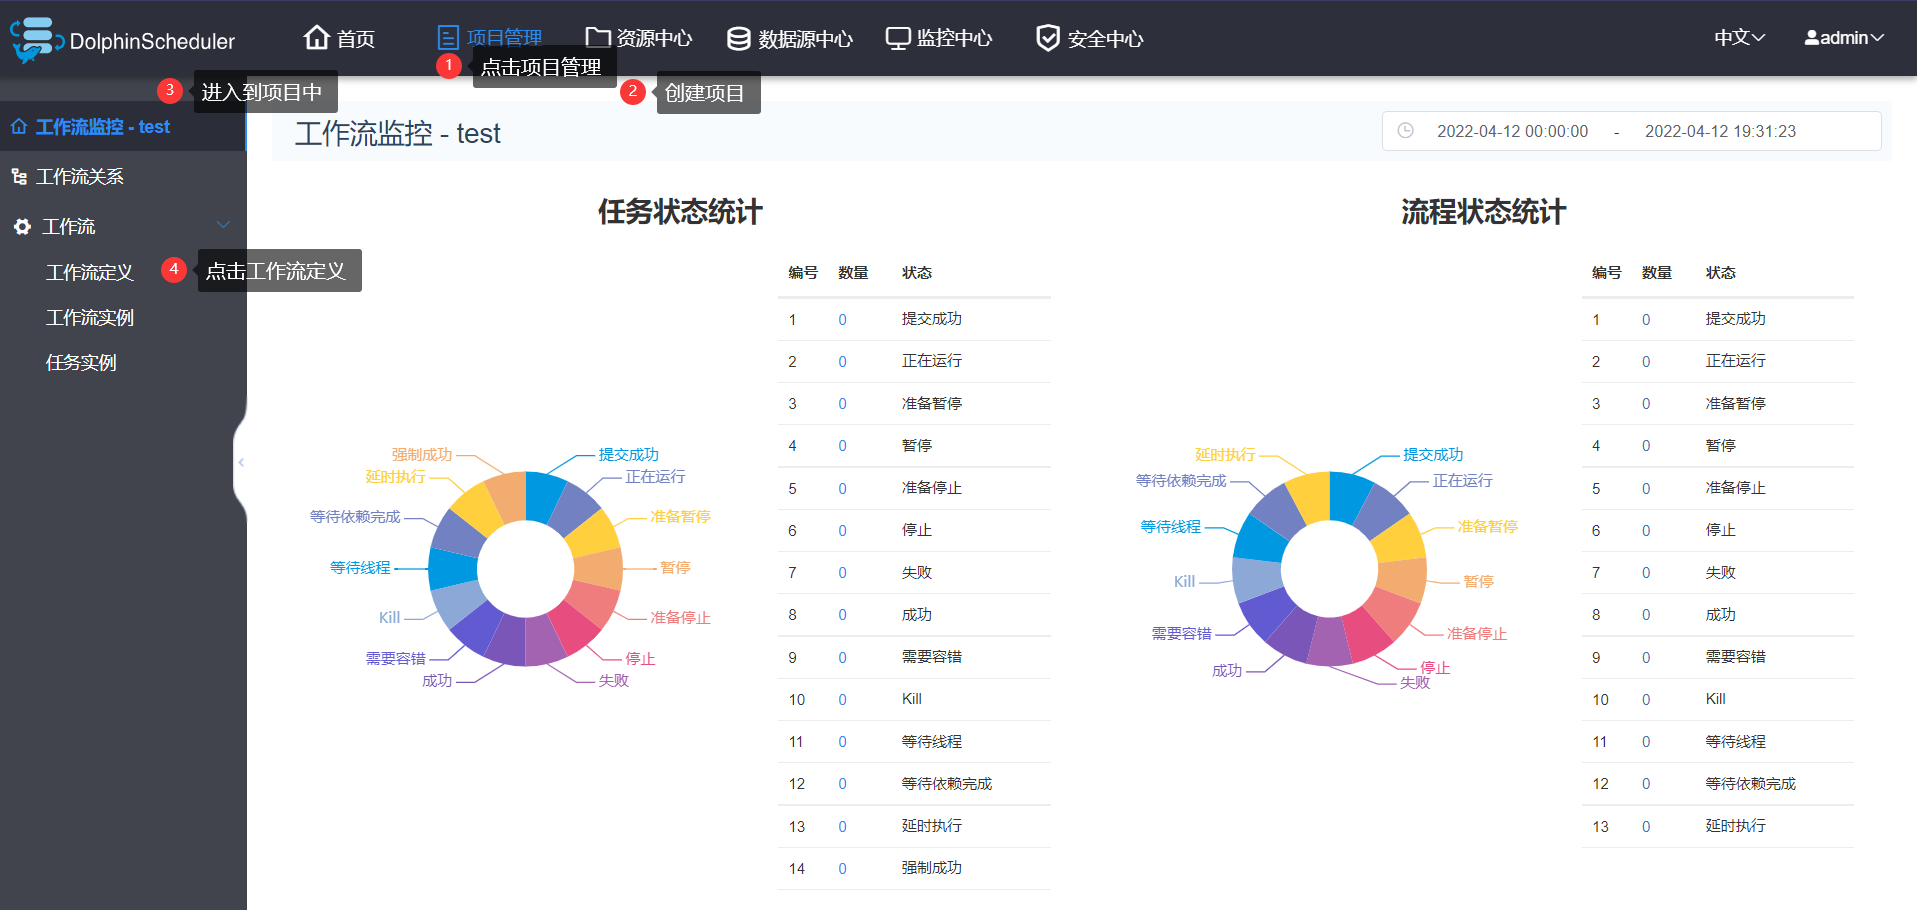 DolphinScheduler
首页
项目管理
资源中心
数据源中心
监控中心
安全中心
中文
admin
1
点击项目管理
2
创建项目
3
进入到项目中
工作流监控 - test
工作流关系
工作流
工作流定义
4
点击工作流定义
工作流实例
任务实例
工作流监控 - test
2022-04-12 00:00:00 - 2022-04-12 19:31:23
任务状态统计
强制成功
提交成功
延时执行
正在运行
等待依赖完成
准备暂停
等待线程
暂停
Kill
准备停止
需要容错
停止
成功
失败
编号 数量 状态
1 0 提交成功
2 0 正在运行
3 0 准备暂停
4 0 暂停
5 0 准备停止
6 0 停止
7 0 失败
8 0 成功
9 0 需要容错
10 0 Kill
11 0 等待线程
12 0 等待依赖完成
13 0 延时执行
14 0 强制成功
流程状态统计
延时执行
提交成功
等待依赖完成
正在运行
等待线程
准备暂停
Kill
暂停
需要容错
准备停止
成功
停止
失败
编号 数量 状态
1 0 提交成功
2 0 正在运行
3 0 准备暂停
4 0 暂停
5 0 准备停止
6 0 停止
7 0 失败
8 0 成功
9 0 需要容错
10 0 Kill
11 0 等待线程
12 0 等待依赖完成
13 0 延时执行